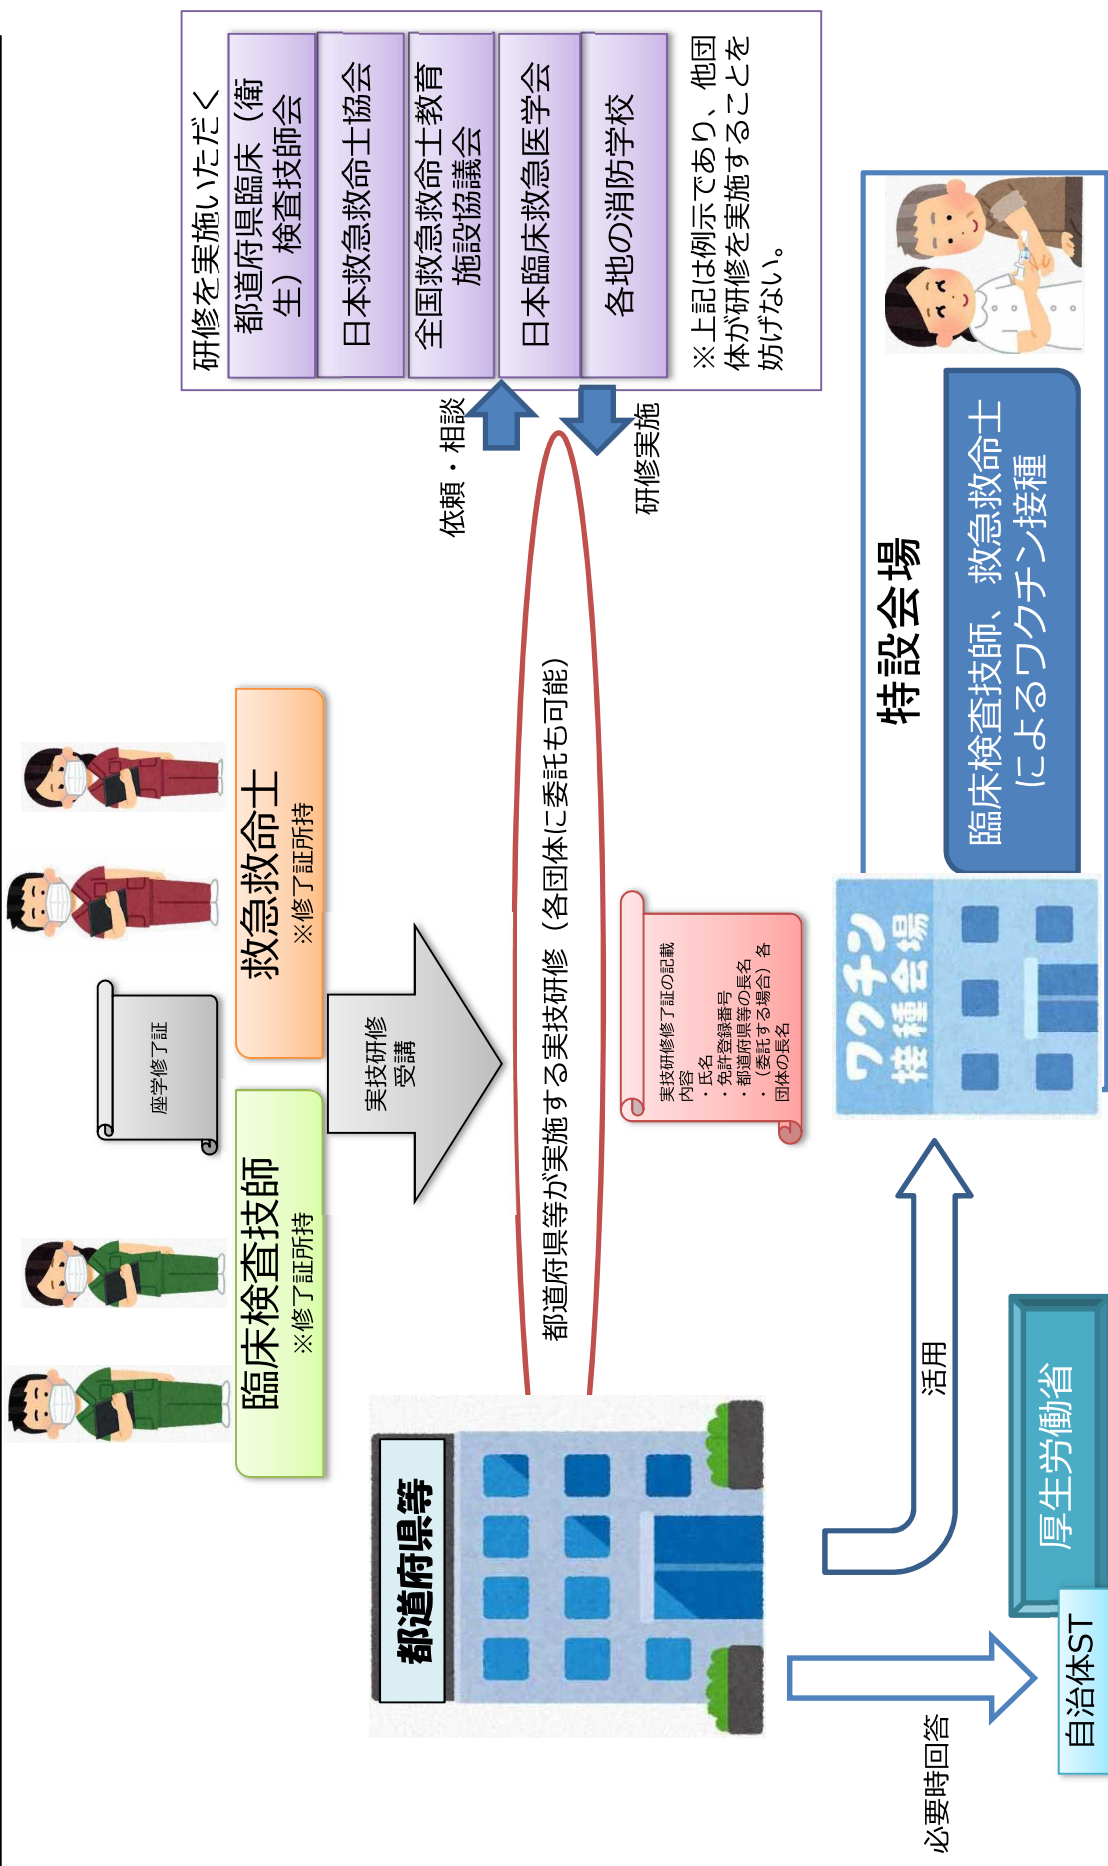 臨床検査技師
※修了証所持
座学修了証
救急救命士
※修了証所持
実技研修
受講
研修を実施いただく
都道府県臨床（衛
生）検査技師会
日本救急救命士協会
全国救急救命士教育
施設協議会
日本臨床救急医学会
各地の消防学校
※上記は例示であり、他団
体が研修を実施することを
妨げない。
依頼・相談
研修実施
都道府県等
都道府県等が実施する実技研修（各団体に委託も可能）
実技研修修了証の記載
内容
・氏名
・免許登録番号
・都道府県等の長名
・（委託する場合）各
団体の長名
特設会場
臨床検査技師、救急救命士
によるワクチン接種
ワクチン
接種会場
活用
必要時回答
厚生労働省
自治体ST